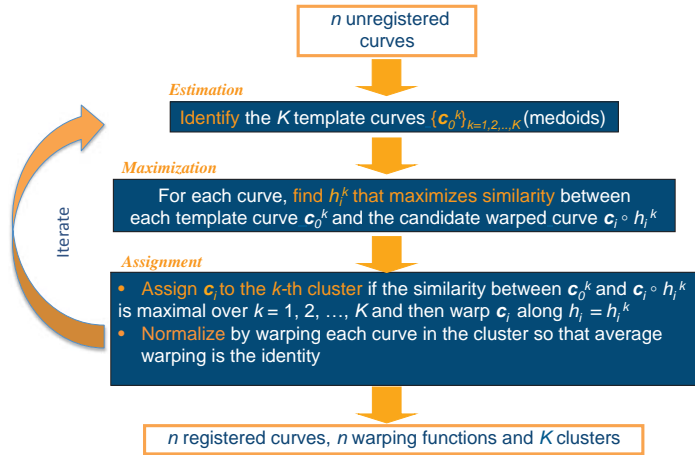 n unregistered
curves
Estimation
Identify the K template curves {c₀ᵏ}ₖ₌₁,₂,..,K (medoids)
Maximization
For each curve, find hᵢᵏ that maximizes similarity between
each template curve c₀ᵏ and the candidate warped curve cᵢ ∘ hᵢᵏ
Iterate
Assignment
• Assign cᵢ to the k-th cluster if the similarity between c₀ᵏ and cᵢ ∘ hᵢᵏ
is maximal over k = 1, 2, …, K and then warp cᵢ along hᵢ = hᵢᵏ
• Normalize by warping each curve in the cluster so that average
warping is the identity
n registered curves, n warping functions and K clusters